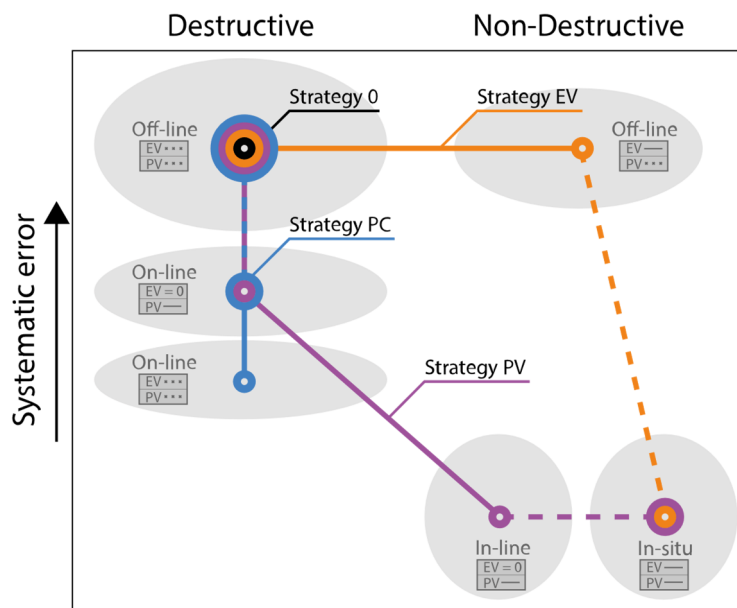 Destructive
Non-Destructive
Strategy 0
Strategy EV
Off-line
EV •••
PV •••
Off-line
EV —
PV •••
Systematic error
Strategy PC
On-line
EV = 0
PV —
On-line
EV •••
PV •••
Strategy PV
In-line
EV = 0
PV —
In-situ
EV —
PV —